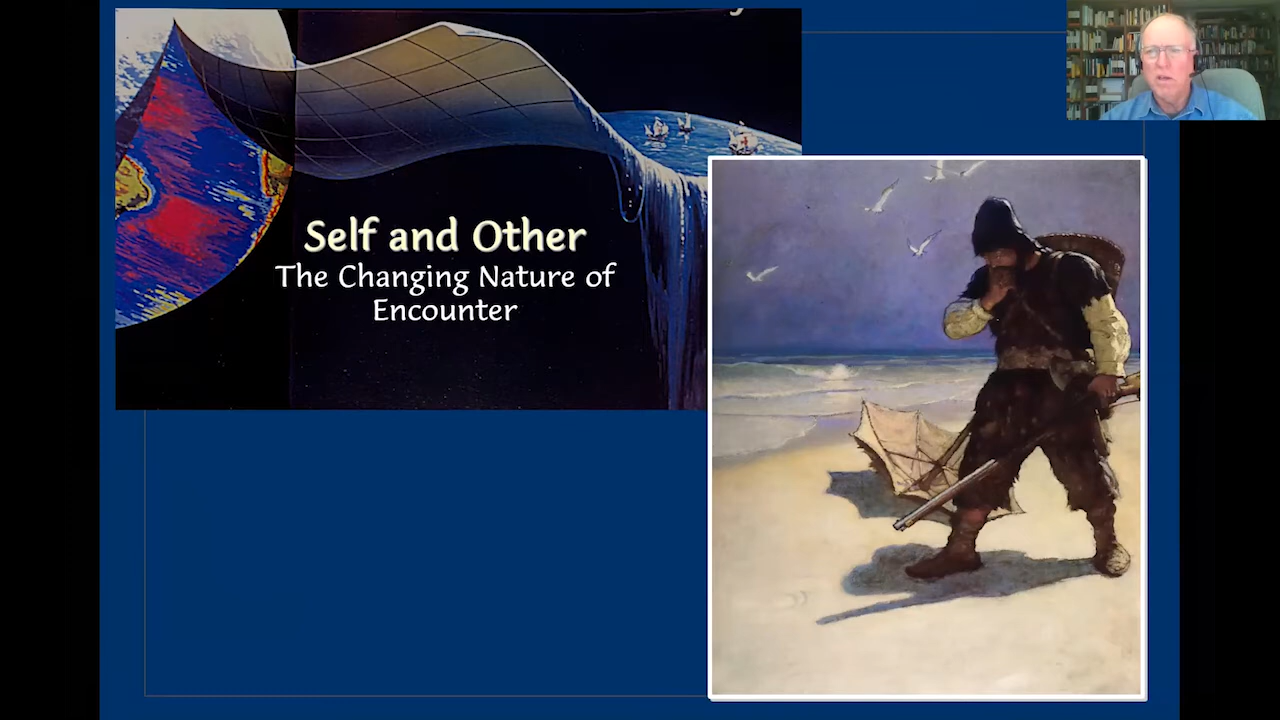 Self and Other
The Changing Nature of
Encounter